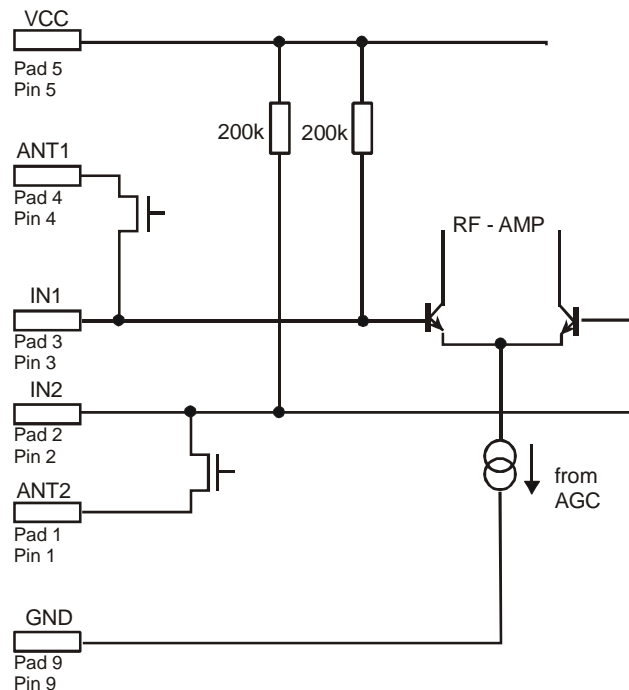 VCC
Pad 5
Pin 5
200k
200k
ANT1
Pad 4
Pin 4
RF - AMP
IN1
Pad 3
Pin 3
IN2
Pad 2
Pin 2
from
AGC
ANT2
Pad 1
Pin 1
GND
Pad 9
Pin 9